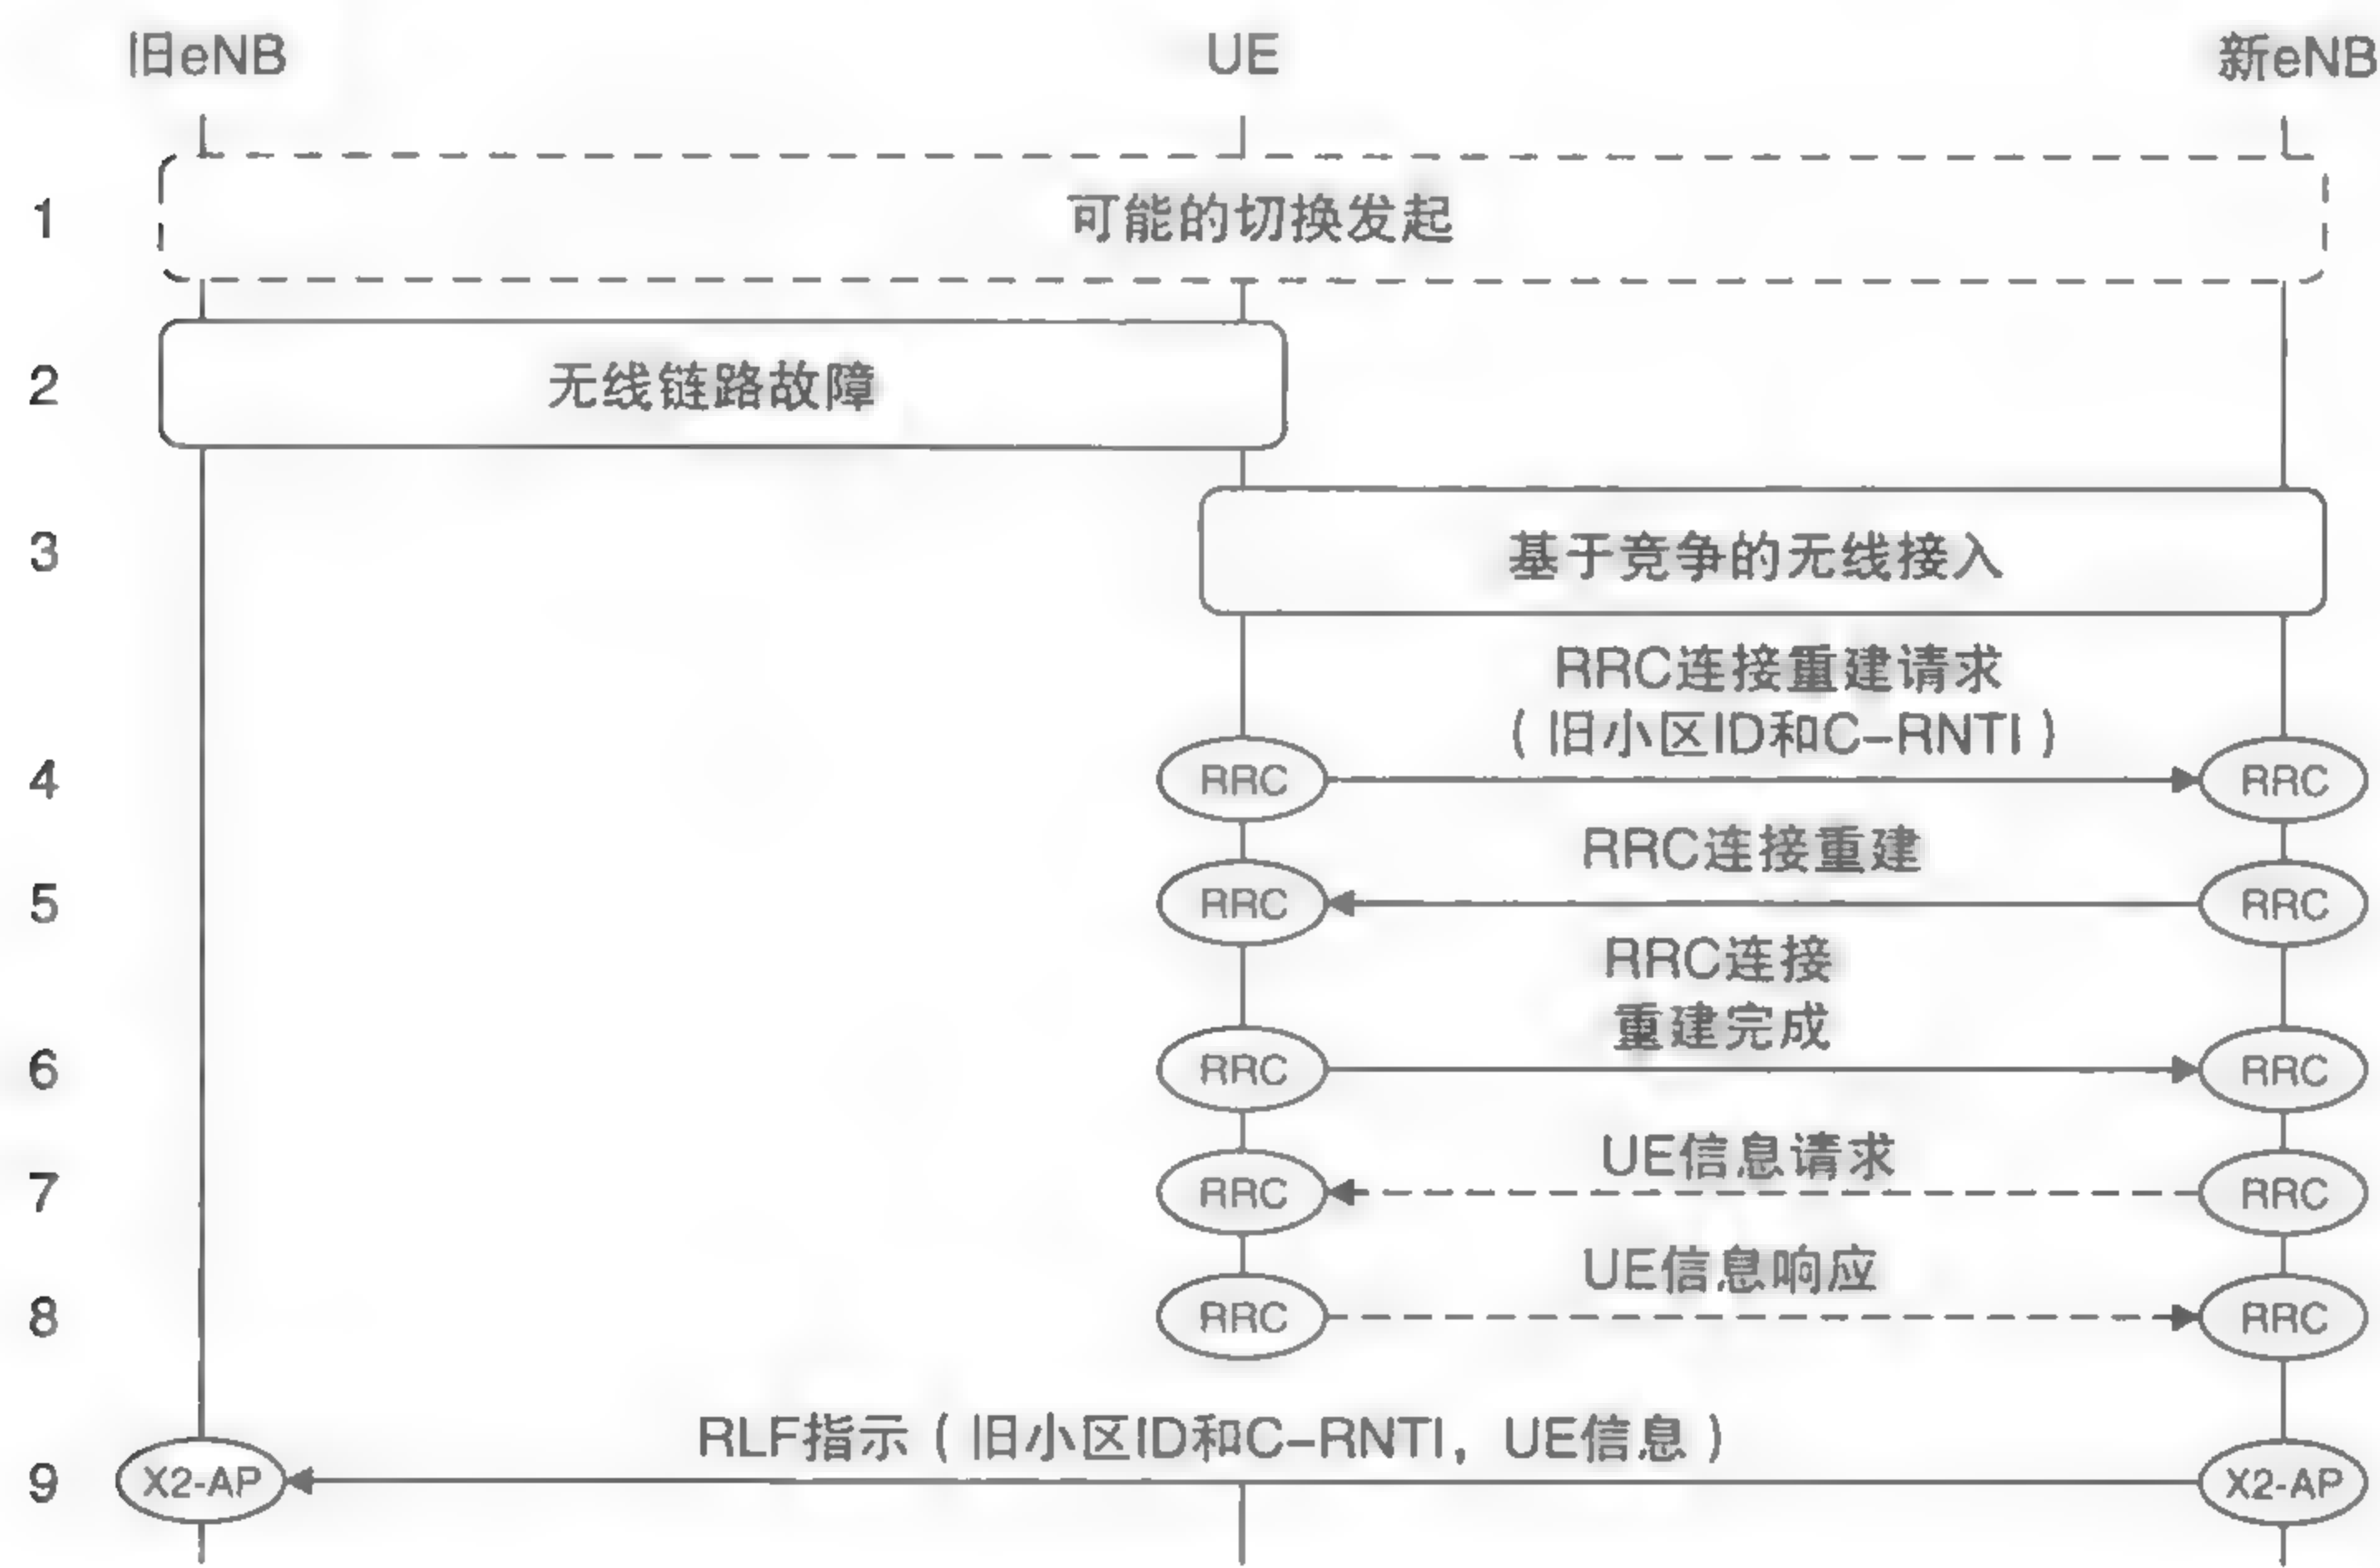 旧eNB
UE
新eNB
1
可能的切换发起
2
无线链路故障
3
基于竞争的无线接入
RRC连接重建请求
（旧小区ID和C-RNTI）
4
RRC
RRC
RRC连接重建
5
RRC
RRC
RRC连接
重建完成
6
RRC
RRC
UE信息请求
7
RRC
RRC
UE信息响应
8
RRC
RRC
RLF指示（旧小区ID和C-RNTI，UE信息）
9
X2-AP
X2-AP